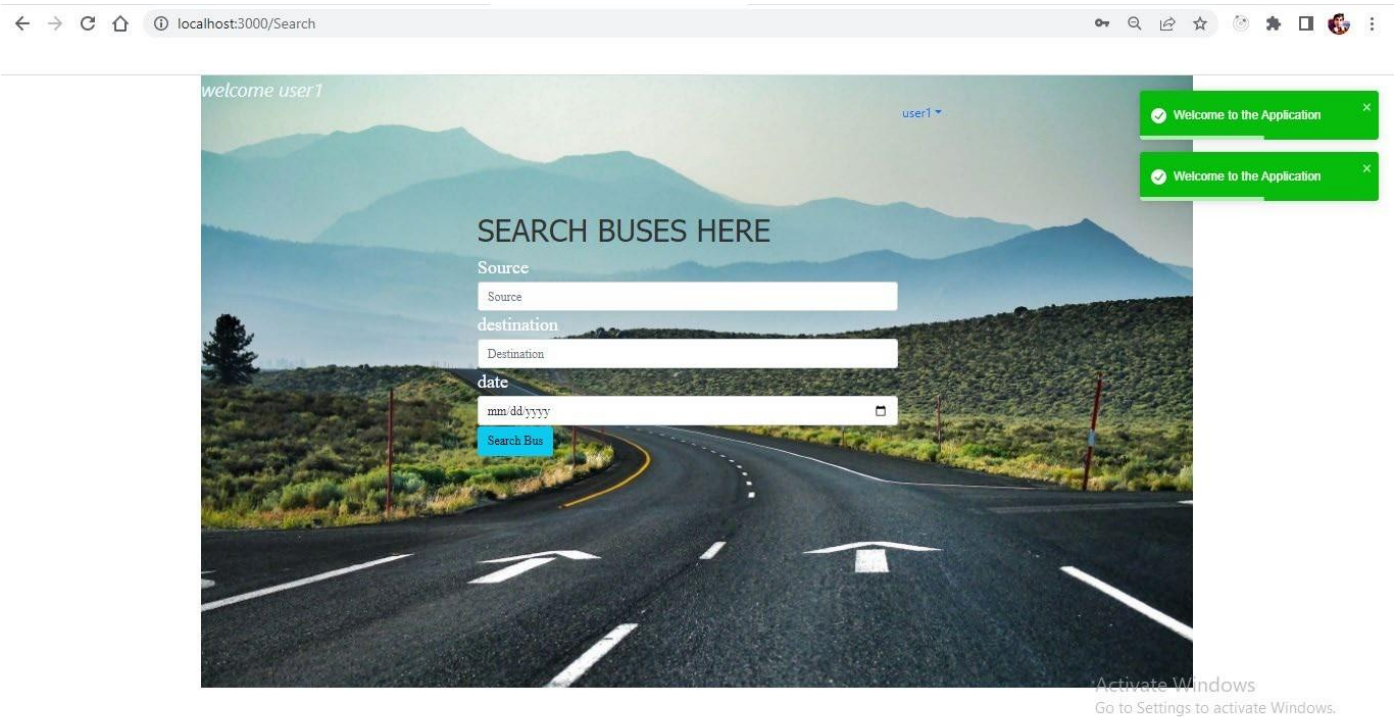 localhost:3000/Search
welcome user1
user1
Welcome to the Application
Welcome to the Application
SEARCH BUSES HERE
Source
Source
destination
Destination
date
mm/dd/yyyy
Search Bus
Activate Windows
Go to Settings to activate Windows.